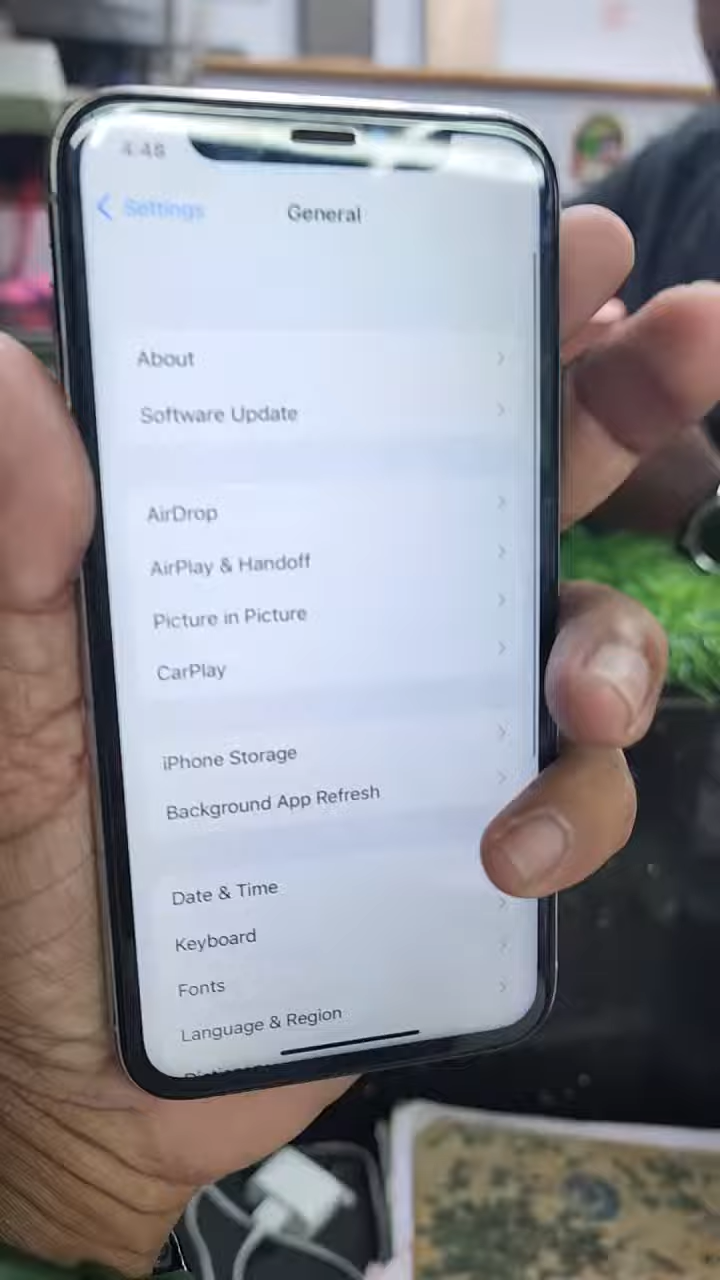 4:48
Settings
General
About
Software Update
AirDrop
AirPlay & Handoff
Picture in Picture
CarPlay
iPhone Storage
Background App Refresh
Date & Time
Keyboard
Fonts
Language & Region